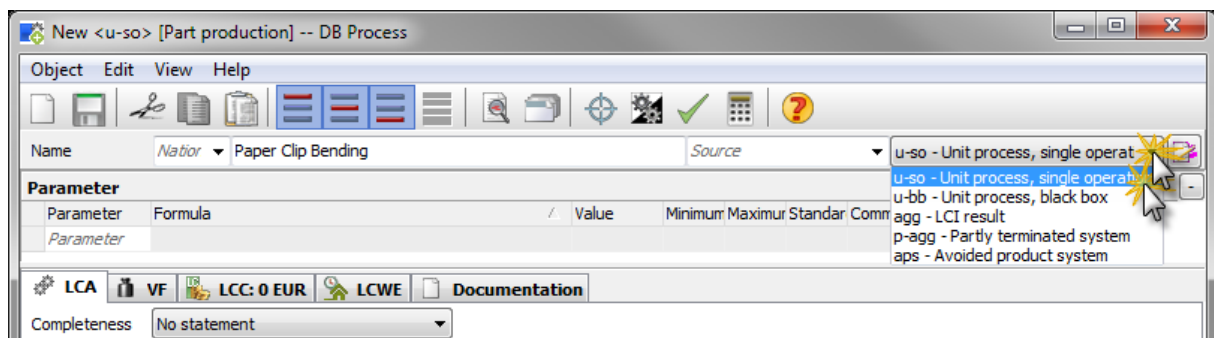 New <u-so> [Part production] -- DB Process
Object Edit View Help
Name Nation Paper Clip Bending Source u-so - Unit process, single operat
u-so - Unit process, single operati
Parameter
u-bb - Unit process, black box
Parameter Formula Value Minimum Maximur Standar Comm
agg - LCI result
Parameter
p-agg - Partly terminated system
aps - Avoided product system
LCA VF LCC: 0 EUR LCWE Documentation
Completeness No statement